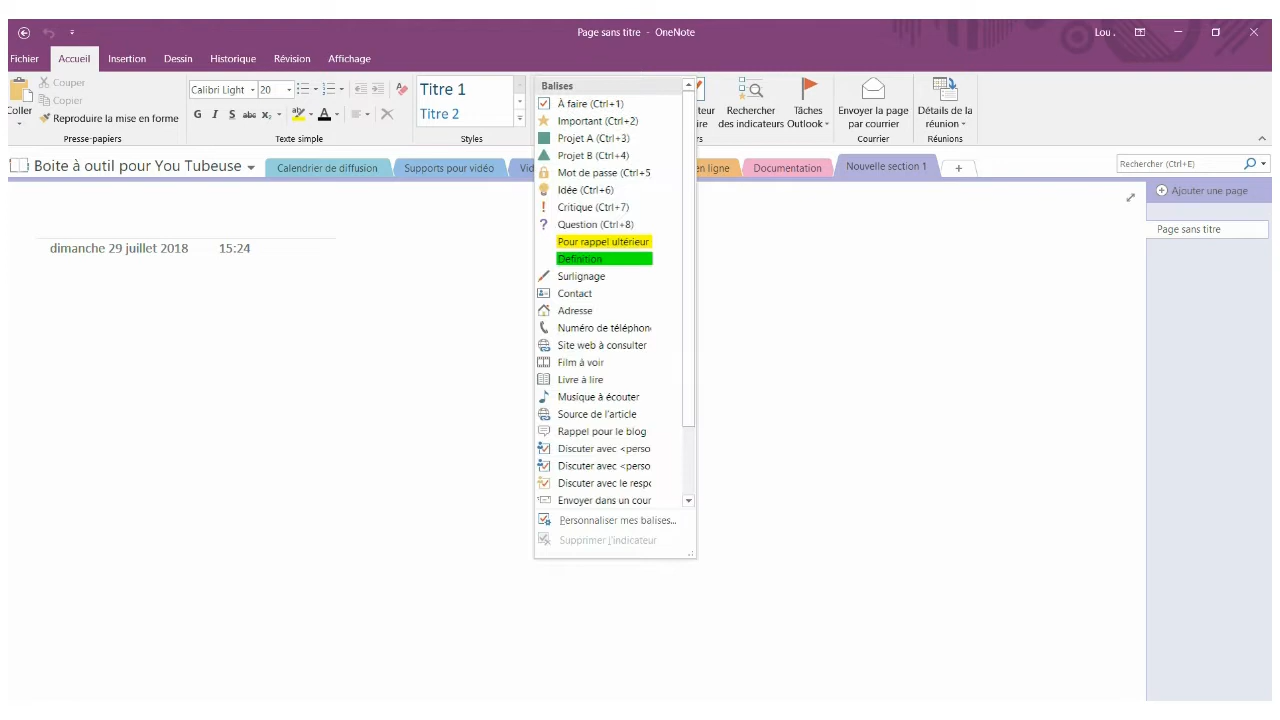 Page sans titre - OneNote
Lou .
Fichier
Accueil
Insertion
Dessin
Historique
Révision
Affichage
Couper
Copier
Reproduire la mise en forme
Presse-papiers
Calibri Light
20
G I S abc X₂ A
Texte simple
Titre 1
Titre 2
Styles
Rechercher
des indicateurs
Tâches
Outlook
Envoyer la page
par courrier
Courrier
Détails de la
réunion
Réunions
Boite à outil pour You Tubeuse
Calendrier de diffusion
Supports pour vidéo
en ligne
Documentation
Nouvelle section 1
+
Rechercher (Ctrl+E)
Ajouter une page
Page sans titre
dimanche 29 juillet 2018 15:24
Balises
À faire (Ctrl+1)
Important (Ctrl+2)
Projet A (Ctrl+3)
Projet B (Ctrl+4)
Mot de passe (Ctrl+5
Idée (Ctrl+6)
Critique (Ctrl+7)
Question (Ctrl+8)
Pour rappel ultérieur
Definition
Surlignage
Contact
Adresse
Numéro de téléphon
Site web à consulter
Film à voir
Livre à lire
Musique à écouter
Source de l'article
Rappel pour le blog
Discuter avec <perso
Discuter avec <perso
Discuter avec le resp
Envoyer dans un cour
Personnaliser mes balises...
Supprimer l'indicateur